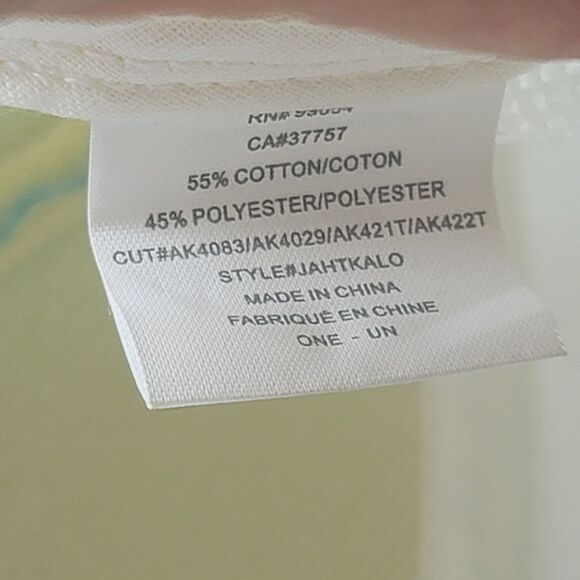 RN#
CA#37757
55% COTTON/COTON
45% POLYESTER/POLYESTER
CUT#AK4083/AK4029/AK421T/AK422T
STYLE#JAHTKALO
MADE IN CHINA
FABRIQUÉ EN CHINE
ONE - UN